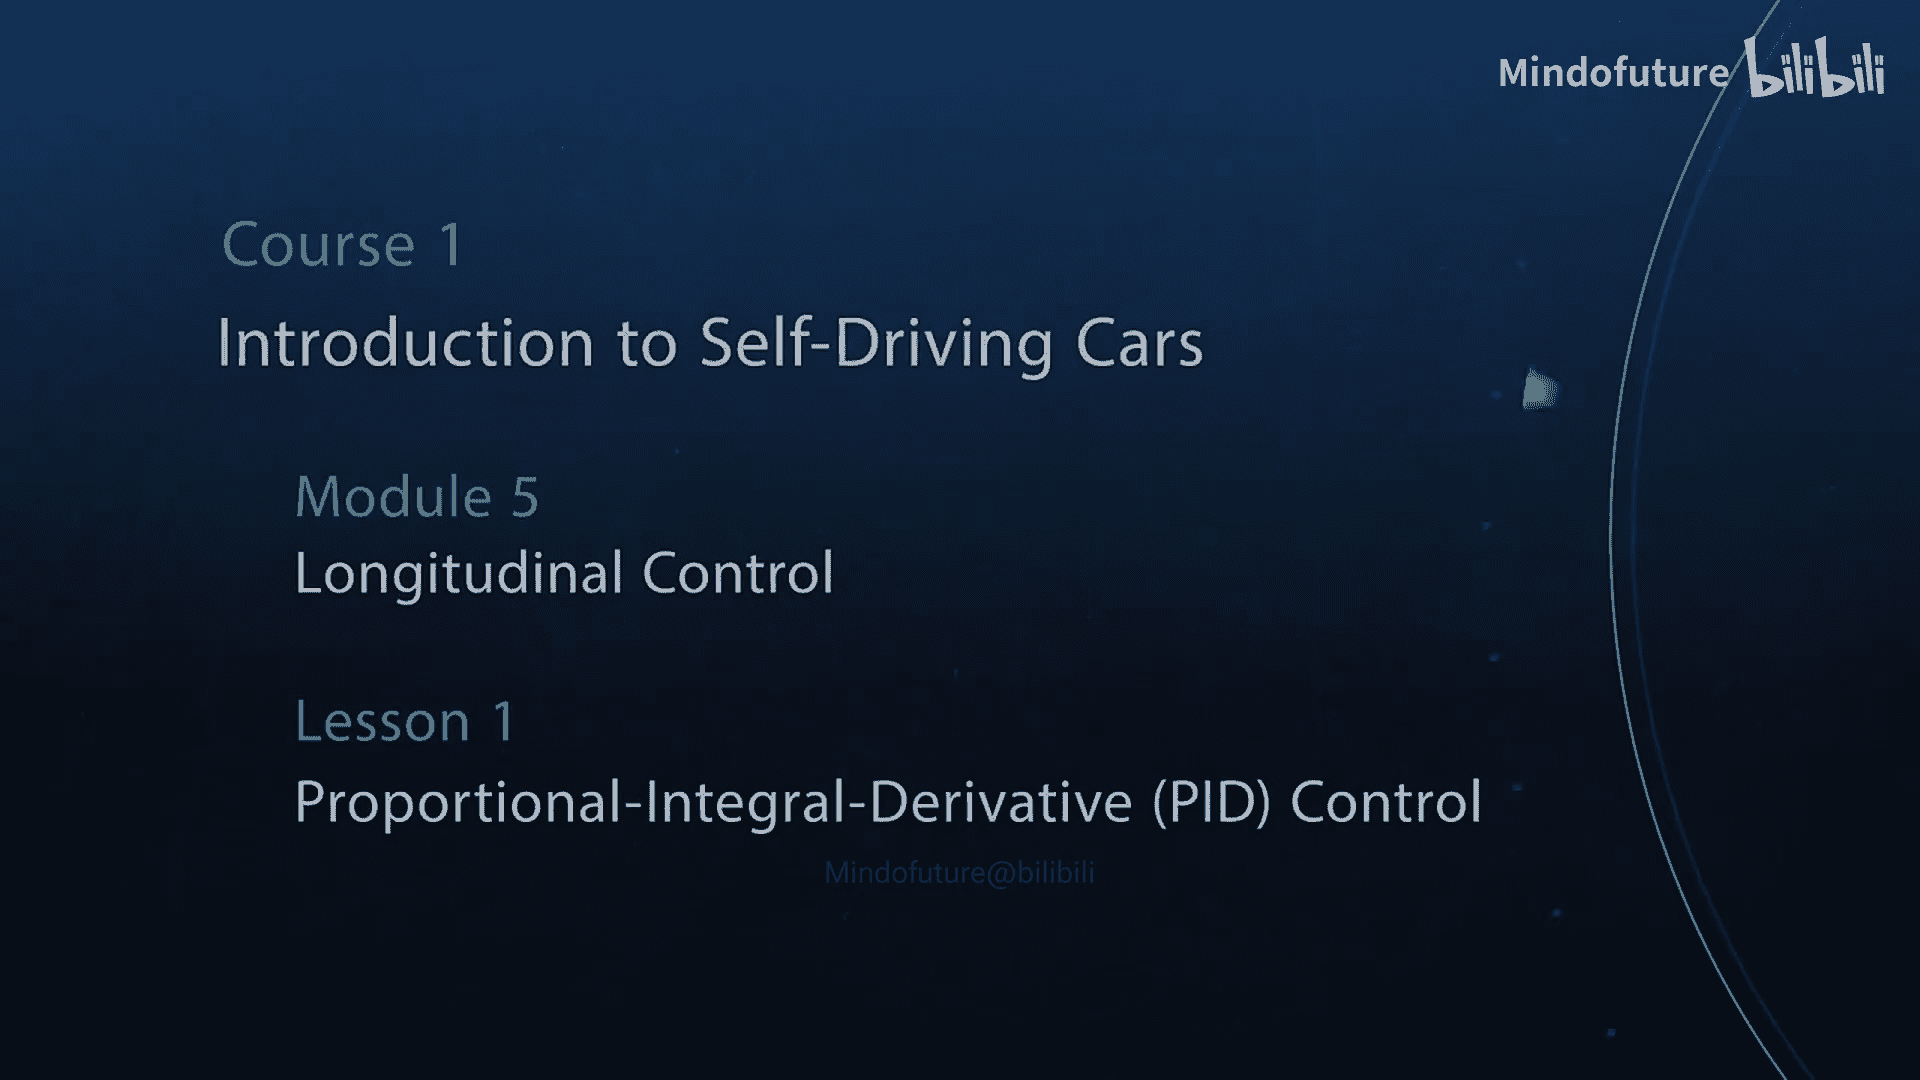 Mindofuture bilibili
Course 1
Introduction to Self-Driving Cars
Module 5
Longitudinal Control
Lesson 1
Proportional-Integral-Derivative (PID) Control
Mindofuture@bilibili